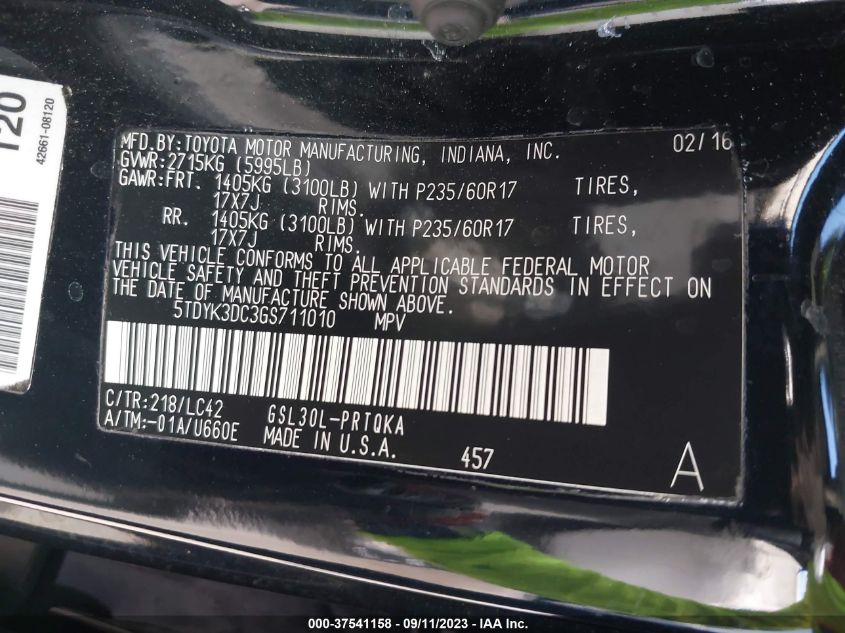 120
42661-08120
MFD.BY:TOYOTA MOTOR MANUFACTURING, INDIANA, INC. 02/16
GVWR:2715KG (5995LB)
GAWR:FRT. 1405KG (3100LB) WITH P235/60R17 TIRES,
17X7J RIMS.
RR. 1405KG (3100LB) WITH P235/60R17 TIRES,
17X7J RIMS.
THIS VEHICLE CONFORMS TO ALL APPLICABLE FEDERAL MOTOR
VEHICLE SAFETY AND THEFT PREVENTION STANDARDS IN EFFECT ON
THE DATE OF MANUFACTURE SHOWN ABOVE.
5TDYK3DC3GS711010 MPV
C/TR:218/LC42 GSL30L-PRTQKA
A/TM:-01A/U660E MADE IN U.S.A. 457 A
000-37541158 - 09/11/2023 - © IAA Inc.